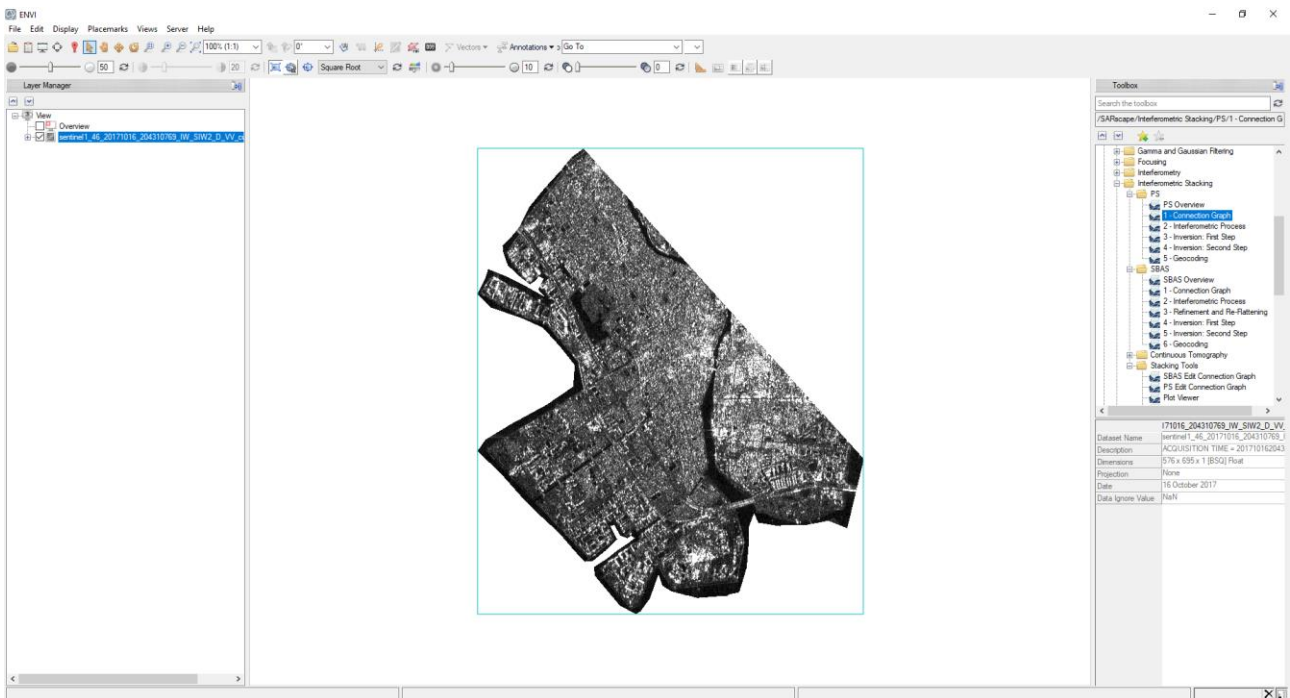 ENVI
File Edit Display Placemarks Views Server Help
100% (1:1) 0° Vectors Annotations Go To
50 20 Square Root 10 0
Layer Manager
View
Overview
sentinel1_46_20171016_204310769_IW_SIW2_D_VV_c
Toolbox
Search the toolbox
/SARscape/Interferometric Stacking/PS/1 - Connection G
Gamma and Gaussian Filtering
Focusing
Interferometry
Interferometric Stacking
PS
PS Overview
1 - Connection Graph
2 - Interferometric Process
3 - Inversion: First Step
4 - Inversion: Second Step
5 - Geocoding
SBAS
SBAS Overview
1 - Connection Graph
2 - Interferometric Process
3 - Refinement and Re-Flattening
4 - Inversion: First Step
5 - Inversion: Second Step
6 - Geocoding
Continuous Tomography
Stacking Tools
SBAS Edit Connection Graph
PS Edit Connection Graph
Plot Viewer
171016_204310769_IW_SIW2_D_VV_
Dataset Name sentinel1_46_20171016_204310769_I
Description ACQUISITION TIME = 201710162043
Dimensions 576 x 695 x 1 [BSQ] Float
Projection None
Date 16 October 2017
Data Ignore Value NaN